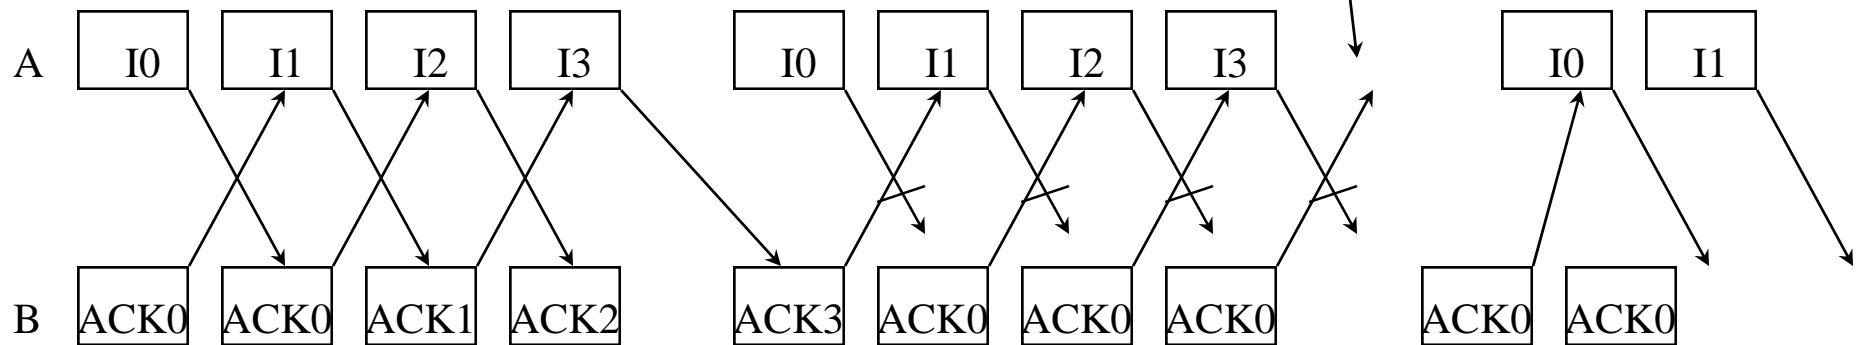 A I0 I1 I2 I3 I0 I1 I2 I3 I0 I1
B ACK0 ACK0 ACK1 ACK2 ACK3 ACK0 ACK0 ACK0 ACK0 ACK0